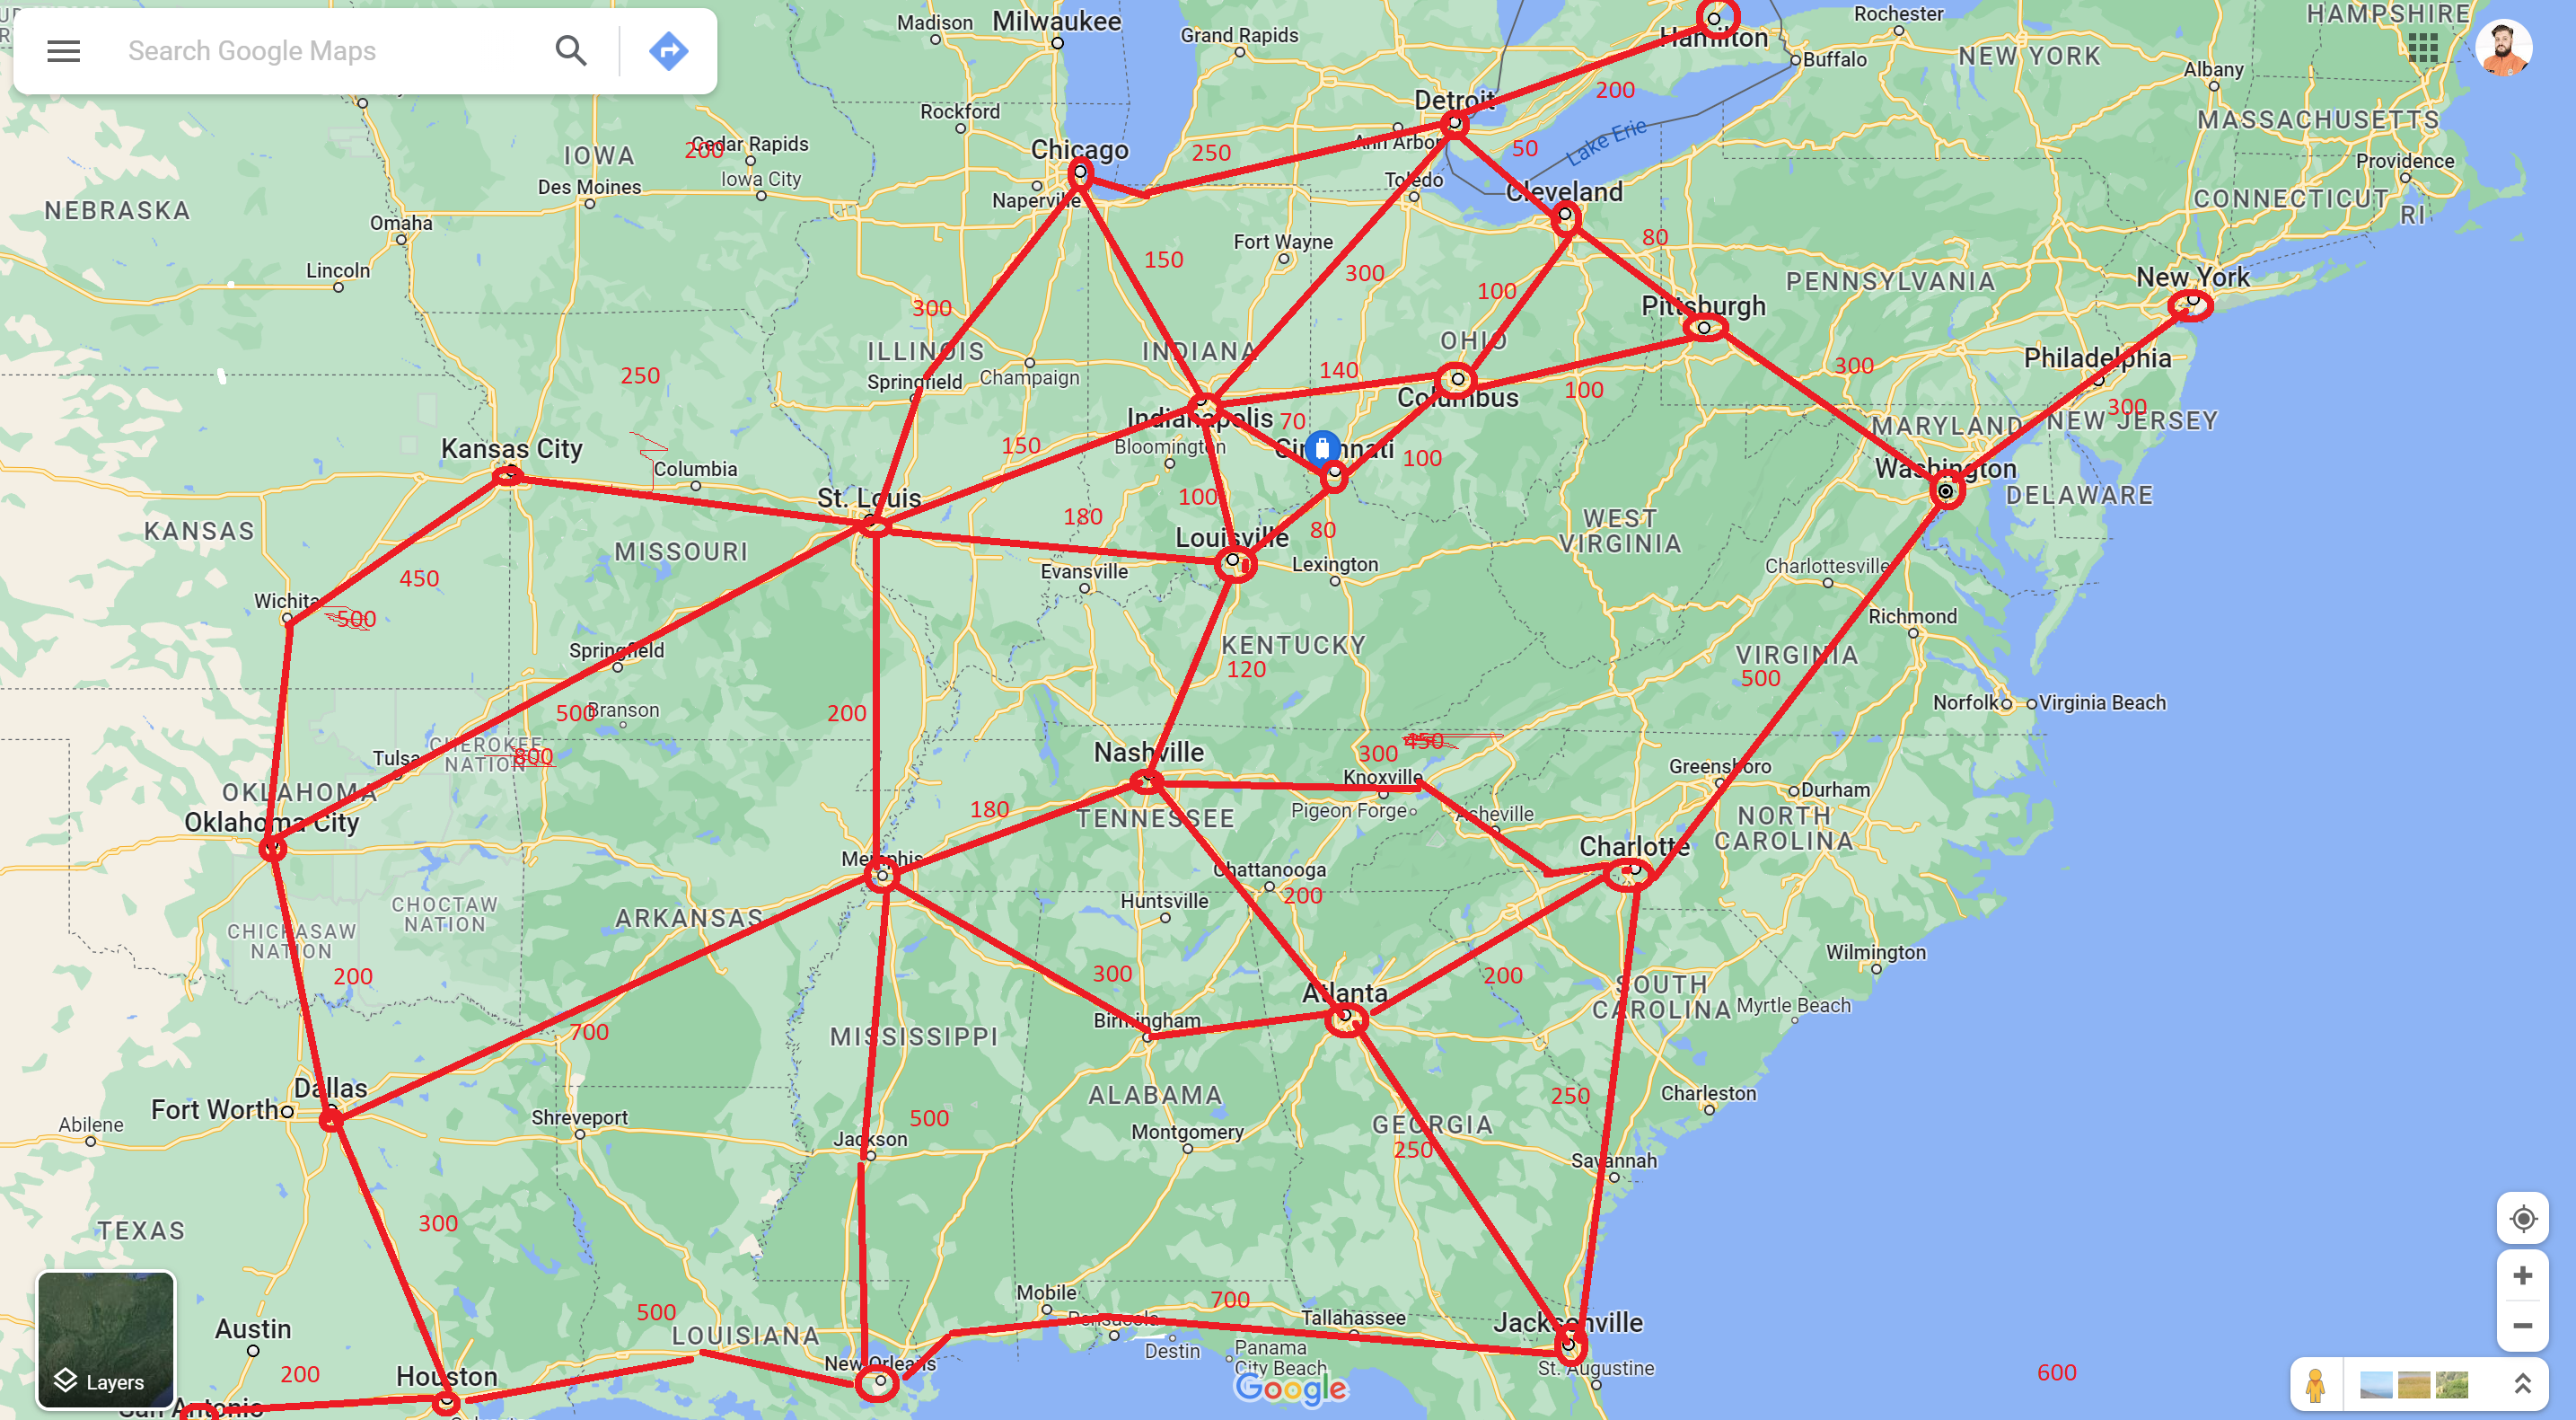 Search Google Maps
Madison
Milwaukee
Grand Rapids
Hamilton
Rochester
HAMPSHIRE
NEW YORK
Buffalo
Albany
Rockford
Detroit
200
MASSACHUSETTS
Cedar Rapids
200
IOWA
Chicago
250
Ann Arbor
50
Lake Erie
Providence
Des Moines
Iowa City
Naperville
Toledo
Cleveland
CONNECTICUT
RI
NEBRASKA
Omaha
Fort Wayne
80
Lincoln
150
300
100
PENNSYLVANIA
New York
300
Pittsburgh
ILLINOIS
INDIANA
OHIO
250
Springfield
Champaign
140
100
300
Philadelphia
Columbus
300
Indianapolis
70
MARYLAND
NEW JERSEY
Kansas City
150
Bloomington
Cincinnati
100
Columbia
Washington
St. Louis
100
DELAWARE
KANSAS
180
80
WEST
VIRGINIA
MISSOURI
Louisville
Evansville
Lexington
Charlottesville
450
Wichita
500
Richmond
Springfield
KENTUCKY
VIRGINIA
120
500
Branson
500
200
Norfolk
Virginia Beach
CHEROKEE
NATION
Tulsa
800
Nashville
300
450
Knoxville
Greensboro
OKLAHOMA
Durham
Oklahoma City
180
TENNESSEE
Pigeon Forge
Asheville
NORTH
CAROLINA
Memphis
Charlotte
Chattanooga
200
CHOCTAW
NATION
ARKANSAS
Huntsville
CHICKASAW
NATION
Wilmington
200
300
200
SOUTH
CAROLINA
Atlanta
Myrtle Beach
700
MISSISSIPPI
Birmingham
Dallas
Fort Worth
ALABAMA
250
Charleston
Abilene
Shreveport
500
GEORGIA
Jackson
Montgomery
250
Savannah
TEXAS
300
Mobile
700
500
Pensacola
Tallahassee
Jacksonville
Austin
LOUISIANA
Destin
Panama
City Beach
New Orleans
St. Augustine
200
Houston
Layers
Google
600
San Antonio